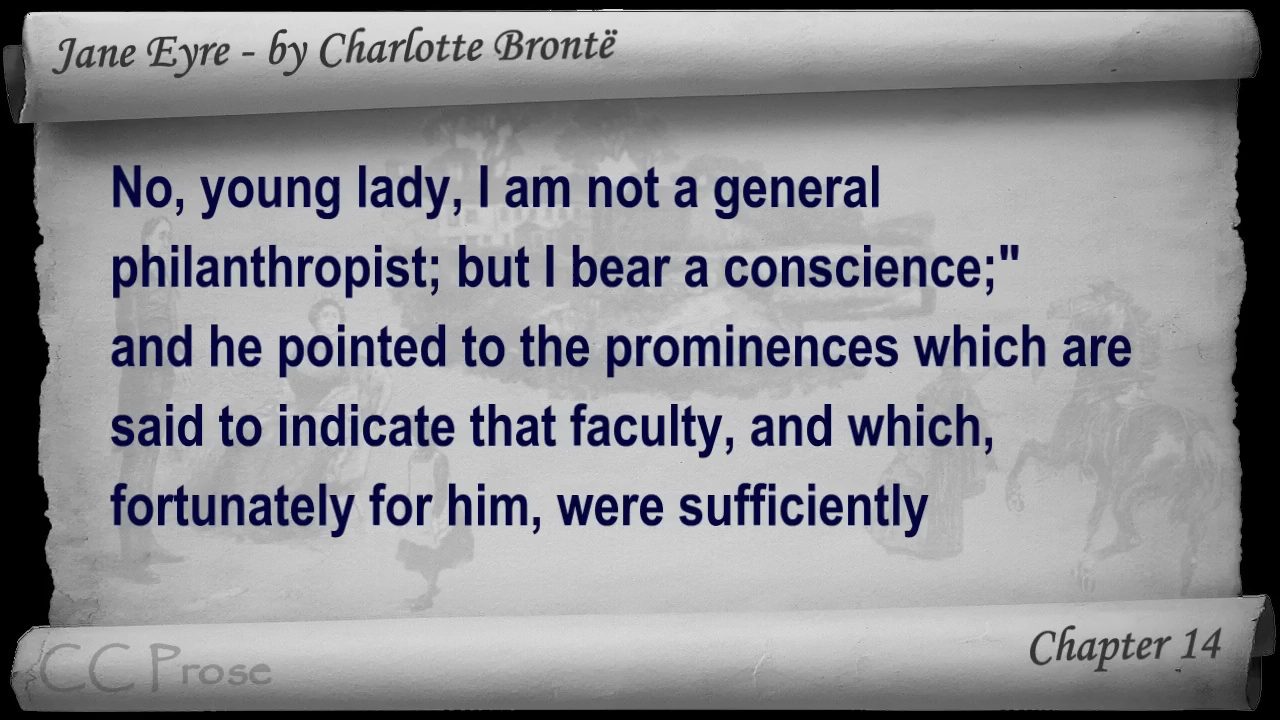 Jane Eyre - by Charlotte Brontë
No, young lady, I am not a general
philanthropist; but I bear a conscience;"
and he pointed to the prominences which are
said to indicate that faculty, and which,
fortunately for him, were sufficiently
Chapter 14
CC Prose